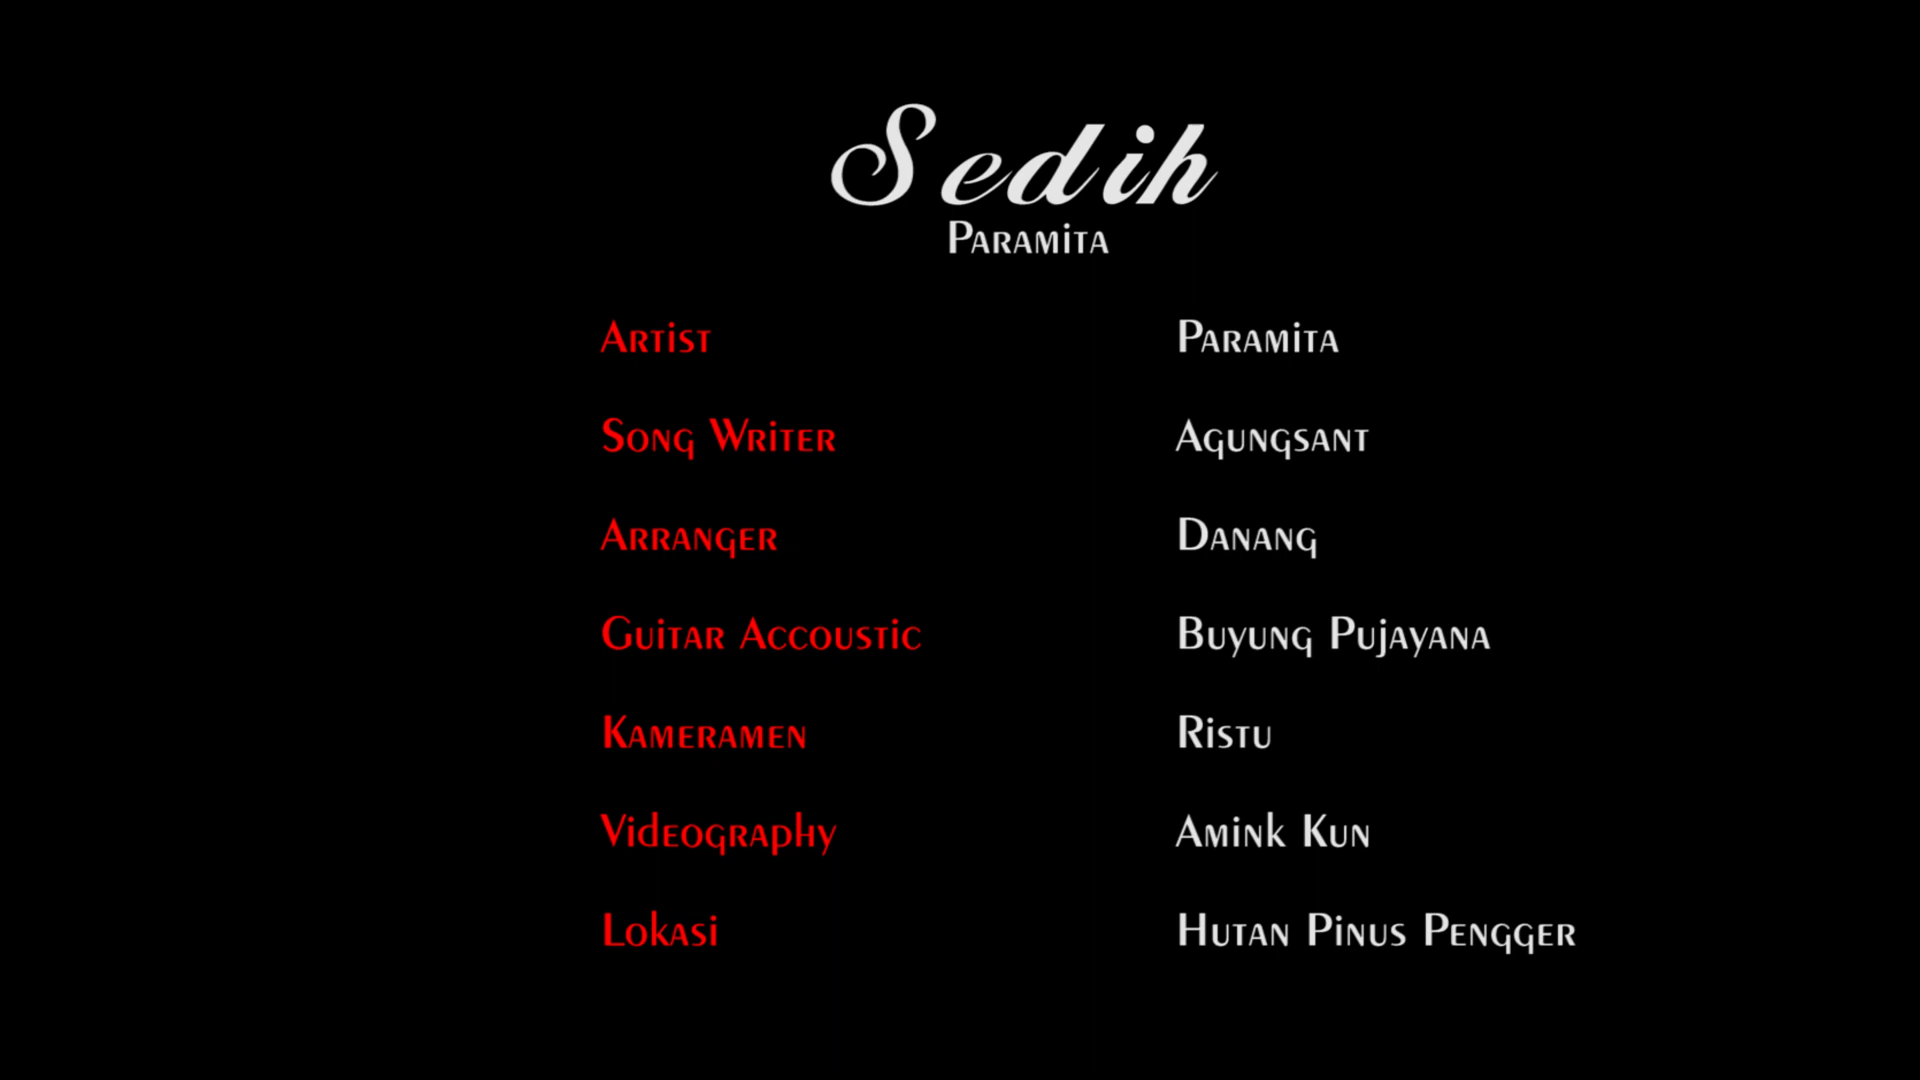 Sedih
Paramita
Artist Paramita
Song Writer Agungsant
Arranger Danang
Guitar Accoustic Buyung Pujayana
Kameramen Ristu
Videography Amink Kun
Lokasi Hutan Pinus Pengger